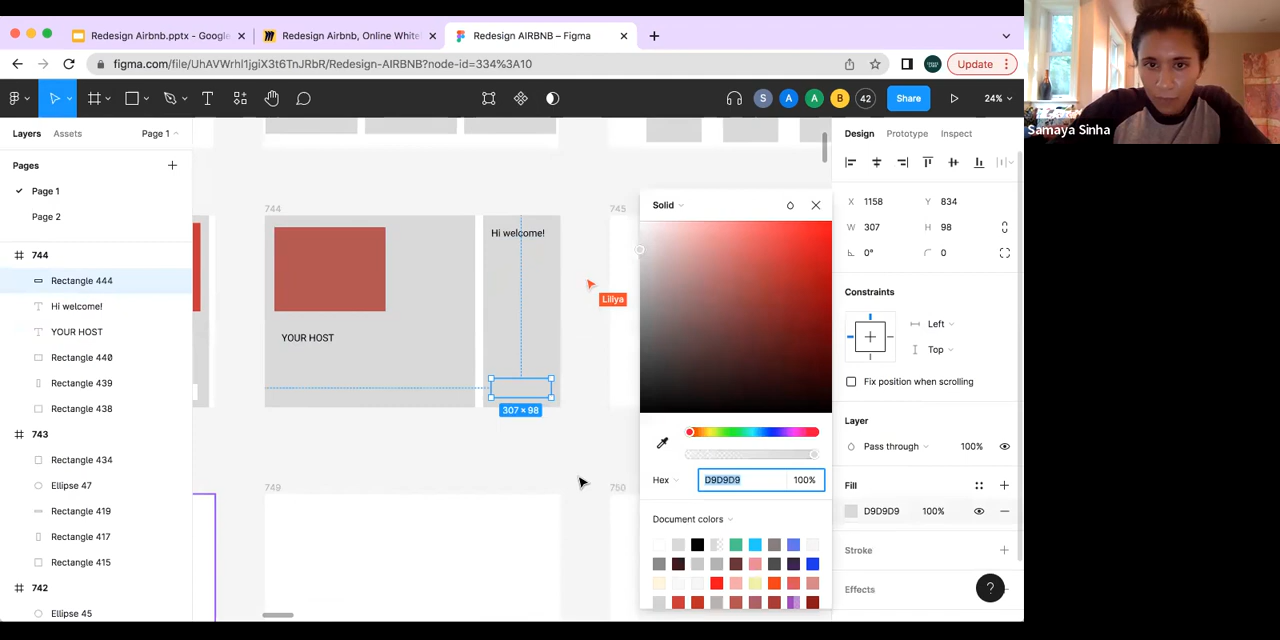 Redesign Airbnb.pptx - Google
Redesign Airbnb, Online White
Redesign AIRBNB – Figma
figma.com/file/UhAVWrhl1jgiX3t6TnJRbR/Redesign-AIRBNB?node-id=334%3A10
Update
S
A
A
B
42
Share
24%
Samaya Sinha
Layers
Assets
Page 1
Design
Prototype
Inspect
Pages
Page 1
Page 2
744
Rectangle 444
Hi welcome!
YOUR HOST
Rectangle 440
Rectangle 439
Rectangle 438
743
Rectangle 434
Ellipse 47
Rectangle 419
Rectangle 417
Rectangle 415
742
Ellipse 45
744
745
Hi welcome!
YOUR HOST
Liliya
307 × 98
749
750
Solid
Hex
D9D9D9
100%
Document colors
X 1158
Y 834
W 307
H 98
0°
0
Constraints
Left
Top
Fix position when scrolling
Layer
Pass through
100%
Fill
D9D9D9
100%
Stroke
Effects
?